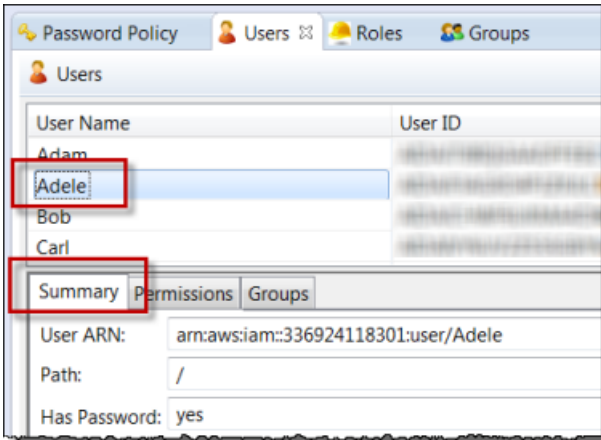 Password Policy Users Roles Groups
Users
User Name User ID
Adam
Adele
Bob
Carl
Summary Permissions Groups
User ARN: arn:aws:iam::336924118301:user/Adele
Path: /
Has Password: yes